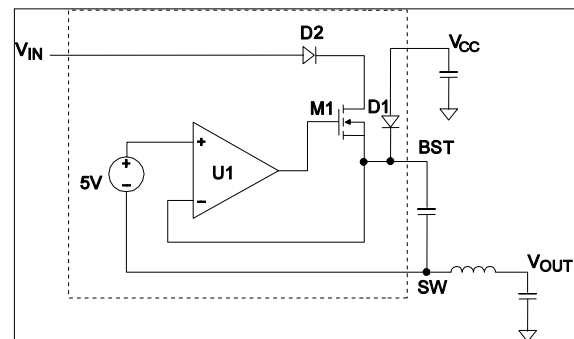 D2
VIN
VCC
M1
D1
BST
+
U1
−
+
−
5V
SW
VOUT